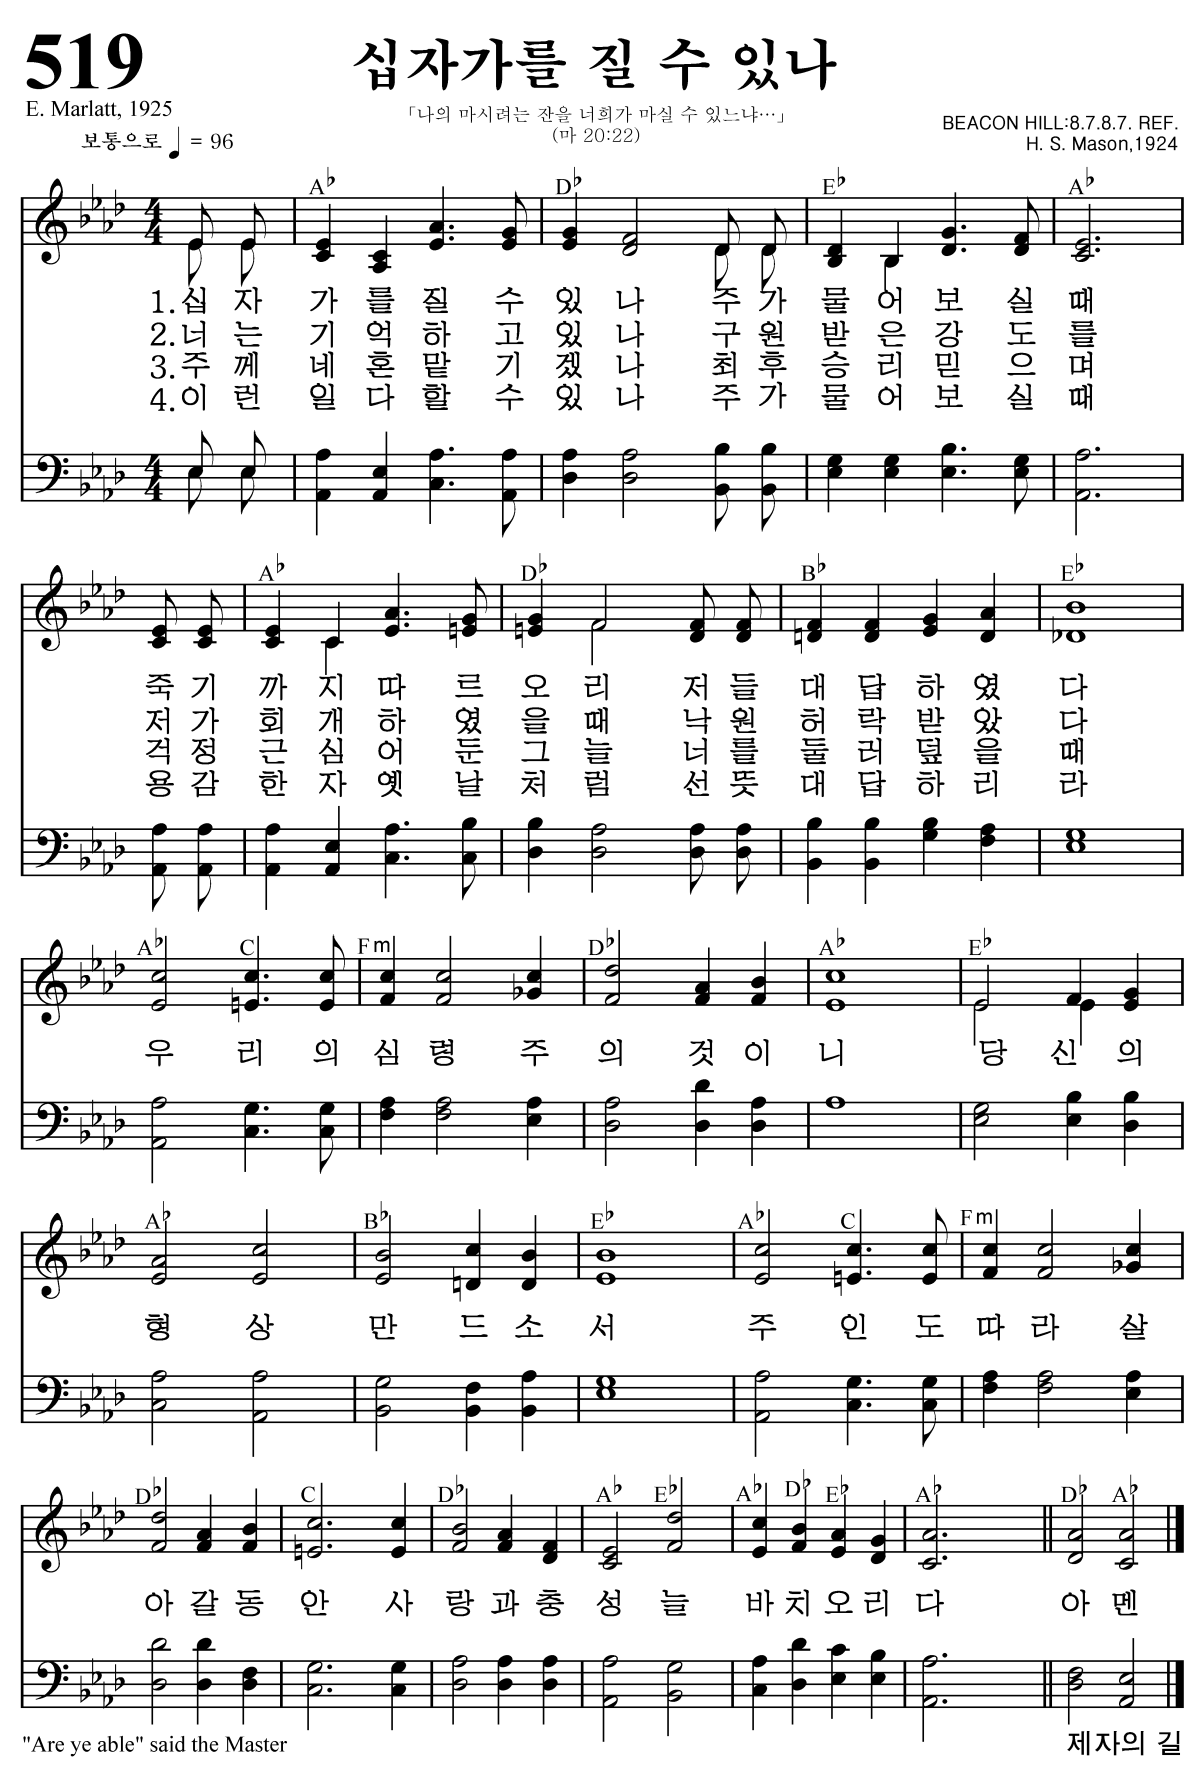 519
십자가를 질 수 있나
E. Marlatt, 1925
「나의 마시려는 잔을 너희가 마실 수 있느냐…」
(마 20:22)
보통으로 ♩ = 96
BEACON HILL:8.7.8.7. REF.
H. S. Mason,1924
A♭ D♭ E♭ A♭
1.십 자 가 를 질 수 있 나 주 가 물 어 보 실 때
2.너 는 기 억 하 고 있 나 구 원 받 은 강 도 를
3.주 께 네 혼 맡 기 겠 나 최 후 승 리 믿 으 며
4.이 런 일 다 할 수 있 나 주 가 물 어 보 실 때
A♭ D♭ B♭ E♭
죽 기 까 지 따 르 오 리 저 들 대 답 하 였 다
저 가 회 개 하 였 을 때 낙 원 허 락 받 았 다
걱 정 근 심 어 둔 그 늘 너 를 둘 러 덮 을 때
용 감 한 자 옛 날 처 럼 선 뜻 대 답 하 리 라
A♭ C Fm D♭ A♭ E♭
우 리 의 심 령 주 의 것 이 니 당 신 의
A♭ B♭ E♭ A♭ C Fm
형 상 만 드 소 서 주 인 도 따 라 살
D♭ C D♭ A♭ E♭ A♭ D♭ E♭ A♭ D♭ A♭
아 갈 동 안 사 랑 과 충 성 늘 바 치 오 리 다 아 멘
"Are ye able" said the Master
제자의 길